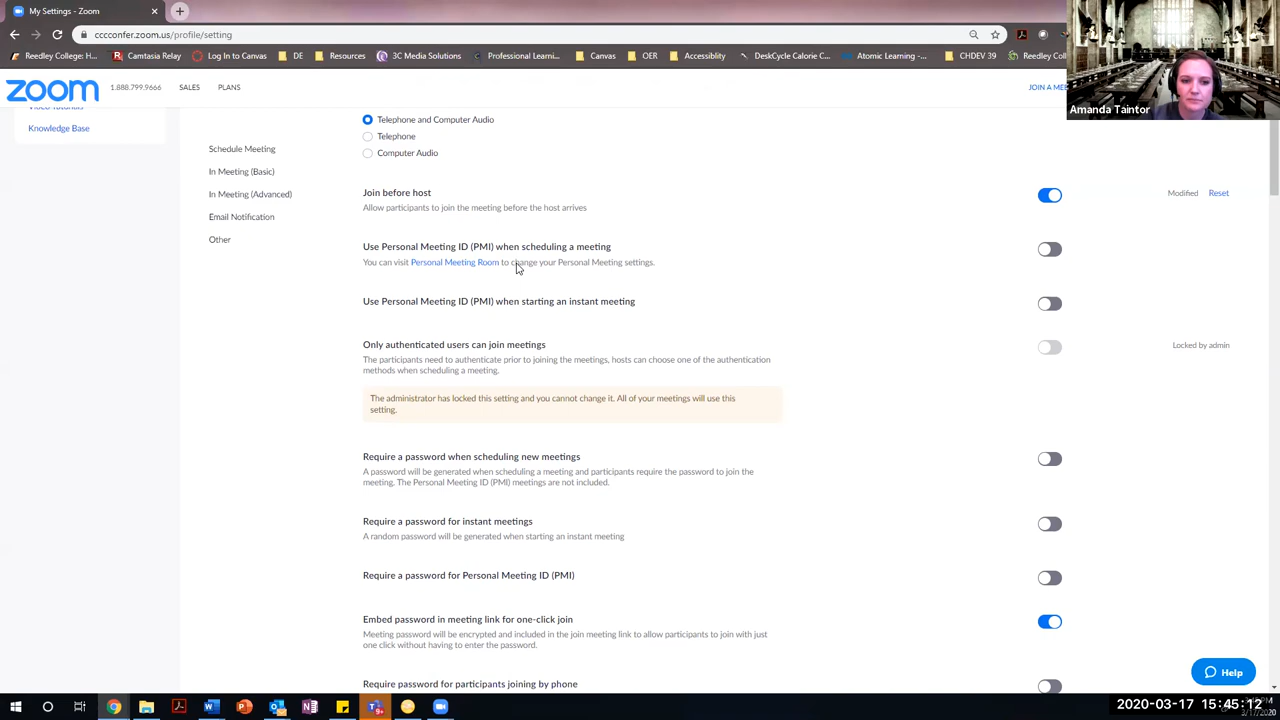 My Settings - Zoom
cccconfer.zoom.us/profile/setting
Reedley College: H...
Camtasia Relay
Log In to Canvas
DE
Resources
3C Media Solutions
Premium Content,...
Canvas
OER
Accessiblity
DeskCycle Calorie C...
Atomic Learning -...
CHDEV 39
Reedley Coll
zoom
1.888.799.9666
SALES
PLANS
JOIN A MEE
Amanda Taintor
Video Tutorials
Knowledge Base
Schedule Meeting
In Meeting (Basic)
In Meeting (Advanced)
Email Notification
Other
Telephone and Computer Audio
Telephone
Computer Audio
Join before host
Allow participants to join the meeting before the host arrives
Modified
Reset
Use Personal Meeting ID (PMI) when scheduling a meeting
You can visit Personal Meeting Room to change your Personal Meeting settings.
Use Personal Meeting ID (PMI) when starting an instant meeting
Only authenticated users can join meetings
The participants need to authenticate prior to joining the meetings, hosts can choose one of the authentication
methods when scheduling a meeting.
Locked by admin
The administrator has locked this setting and you cannot change it. All of your meetings will use this
setting.
Require a password when scheduling new meetings
A password will be generated when scheduling a meeting and participants require the password to join the
meeting. The Personal Meeting ID (PMI) meetings are not included.
Require a password for instant meetings
A random password will be generated when starting an instant meeting
Require a password for Personal Meeting ID (PMI)
Embed password in meeting link for one-click join
Meeting password will be encrypted and included in the join meeting link to allow participants to join with just
one click without having to enter the password.
Require password for participants joining by phone
Help
2020-03-17 15:45:12
3/17/2020